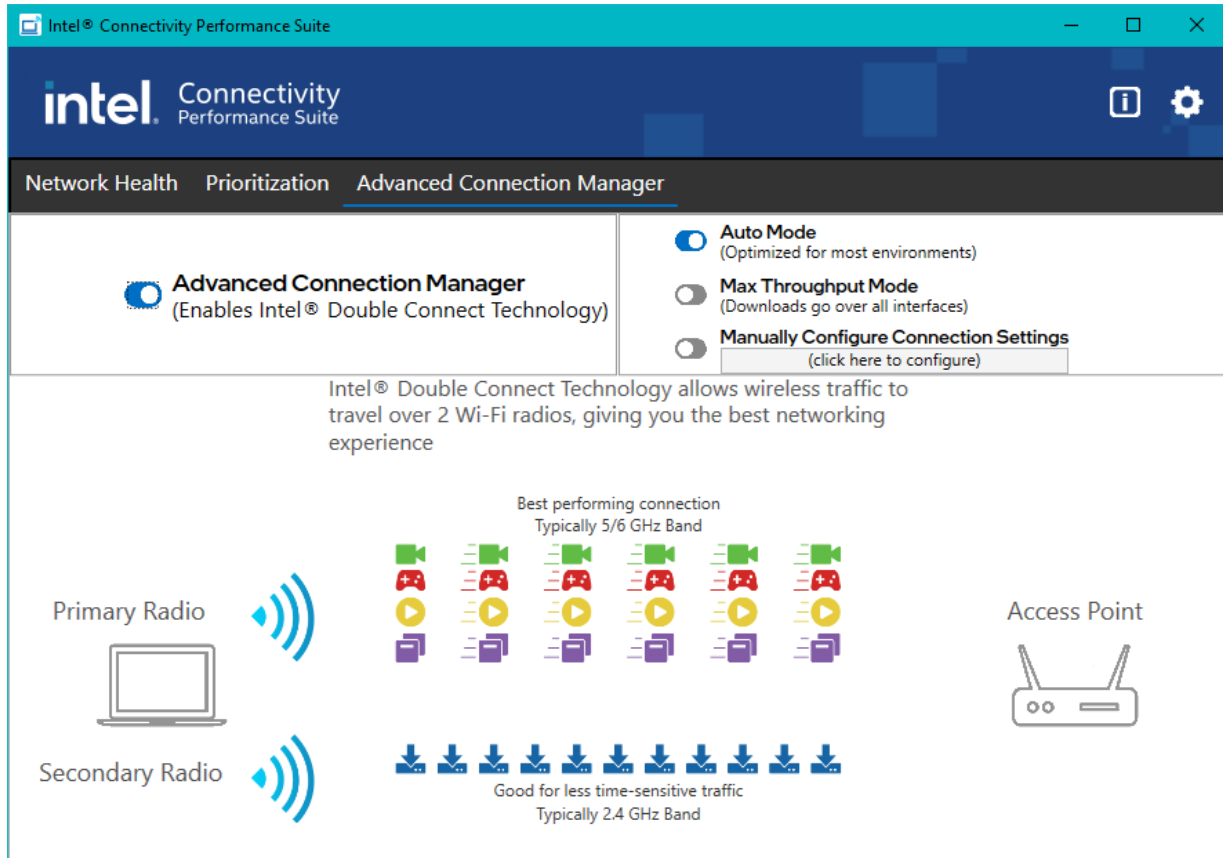 Intel® Connectivity Performance Suite
intel. Connectivity
Performance Suite
Network Health Prioritization Advanced Connection Manager
Advanced Connection Manager
(Enables Intel® Double Connect Technology)
Auto Mode
(Optimized for most environments)
Max Throughput Mode
(Downloads go over all interfaces)
Manually Configure Connection Settings
(click here to configure)
Intel® Double Connect Technology allows wireless traffic to
travel over 2 Wi-Fi radios, giving you the best networking
experience
Best performing connection
Typically 5/6 GHz Band
Primary Radio
Access Point
Secondary Radio
Good for less time-sensitive traffic
Typically 2.4 GHz Band